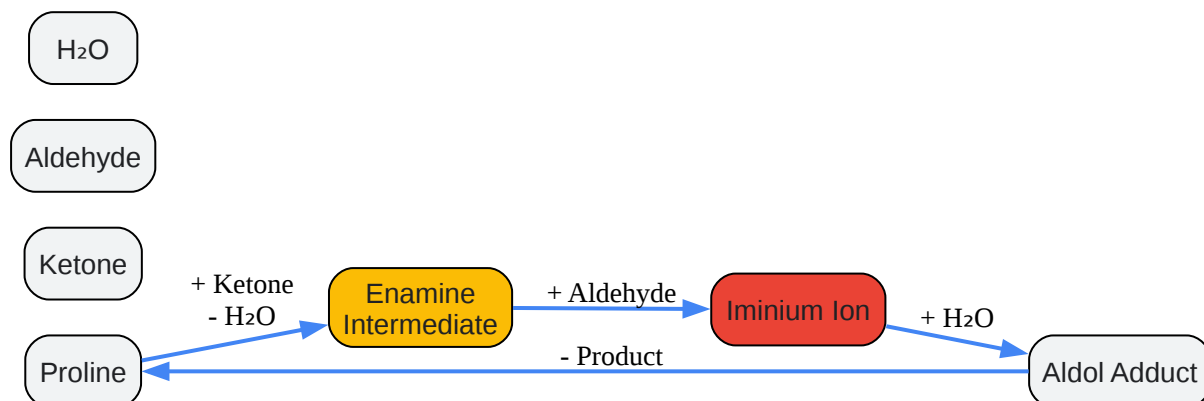 H₂O
Aldehyde
Ketone
+ Ketone
- H₂O
Enamine
Intermediate
+ Aldehyde
Iminium Ion
+ H₂O
- Product
Proline
Aldol Adduct